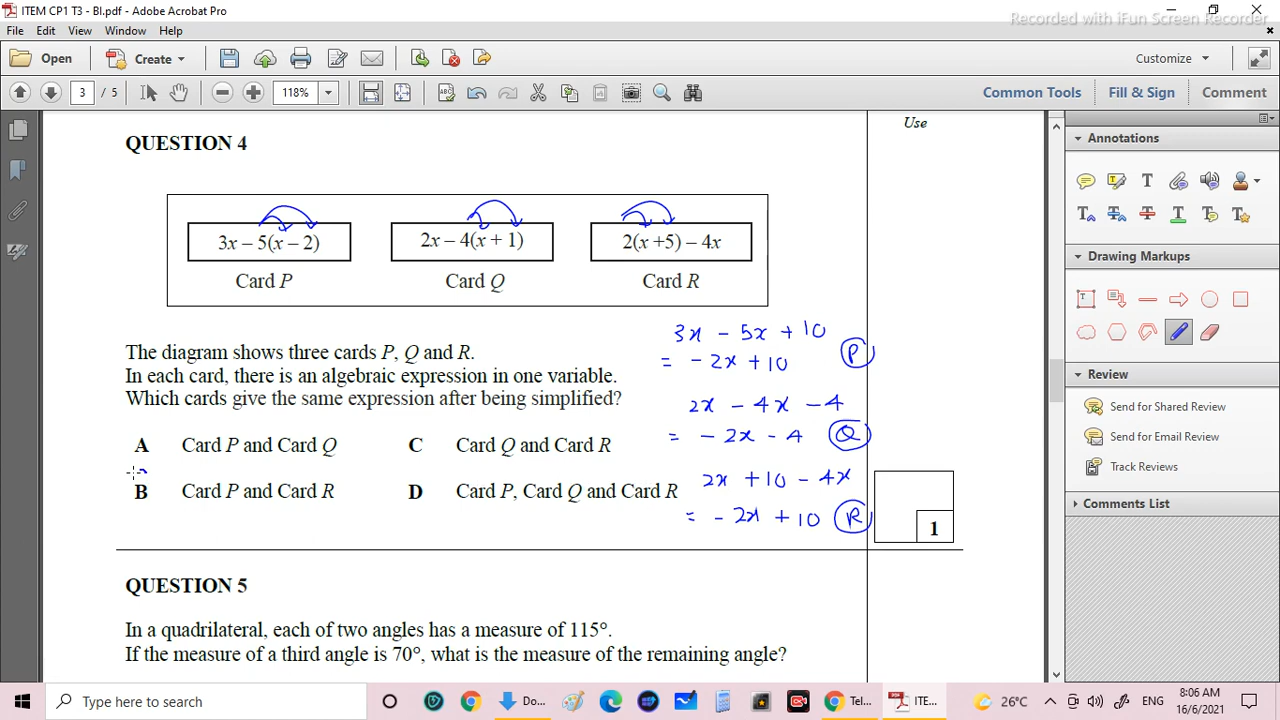 ITEM CP1 T3 - BI.pdf - Adobe Acrobat Pro
Recorded with iFun Screen Recorder
File Edit View Window Help
Open Create Customize
3 / 5 118% Common Tools Fill & Sign Comment
Use
QUESTION 4
3x – 5(x – 2) 2x – 4(x + 1) 2(x +5) – 4x
Card P Card Q Card R
3x - 5x + 10
= - 2x + 10 P
The diagram shows three cards P, Q and R.
In each card, there is an algebraic expression in one variable.
Which cards give the same expression after being simplified?
2x - 4x - 4
= - 2x - 4 Q
A Card P and Card Q C Card Q and Card R
B Card P and Card R D Card P, Card Q and Card R
2x + 10 - 4x
= - 2x + 10 R
1
QUESTION 5
In a quadrilateral, each of two angles has a measure of 115°.
If the measure of a third angle is 70°, what is the measure of the remaining angle?
Annotations
Drawing Markups
Review
Send for Shared Review
Send for Email Review
Track Reviews
Comments List
Type here to search
Do... Tel... ITE... 26°C ENG
8:06 AM
16/6/2021